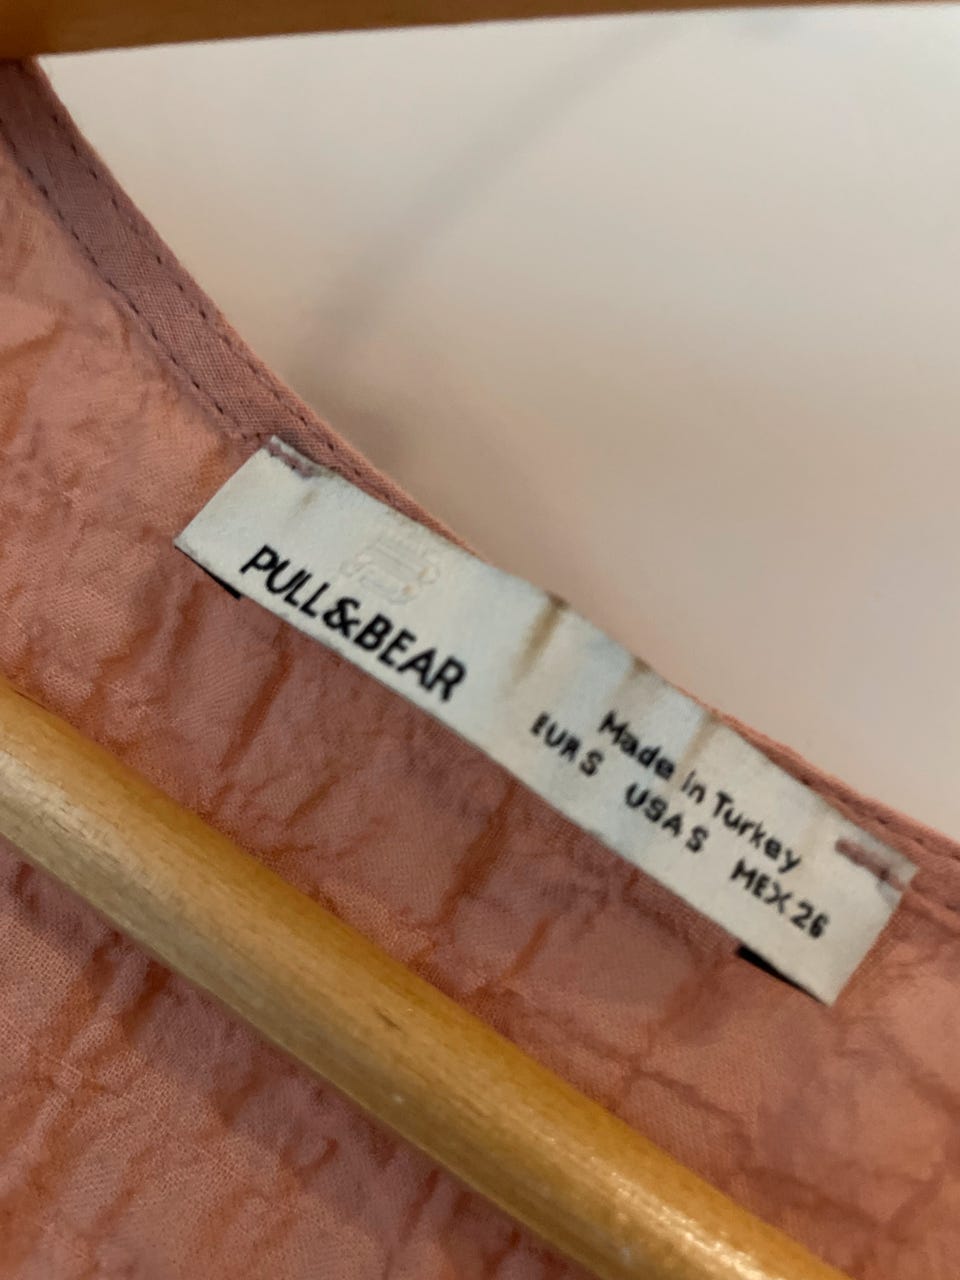 PULL&BEAR
Made in Turkey
EUR S USA S MEX 26